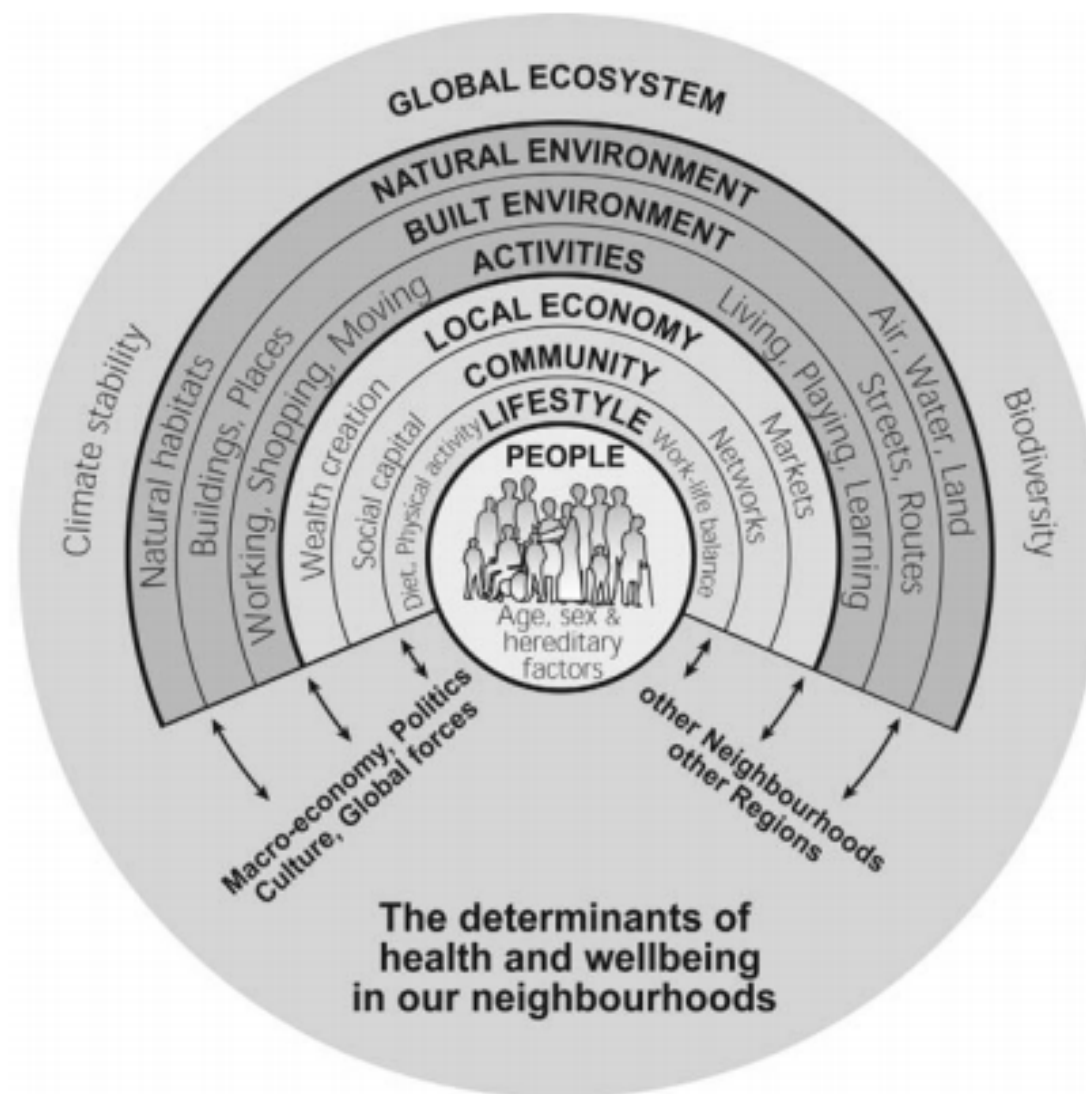 GLOBAL ECOSYSTEM
Climate stability
Biodiversity
NATURAL ENVIRONMENT
Natural habitats
Air, Water, Land
BUILT ENVIRONMENT
Buildings, Places
Streets, Routes
ACTIVITIES
Working, Shopping, Moving
Living, Playing, Learning
LOCAL ECONOMY
Wealth creation
Markets
COMMUNITY
Social capital
Networks
LIFESTYLE
Diet, Physical activity
Work-life balance
PEOPLE
Age, sex &
hereditary
factors
Macro-economy, Politics
Culture, Global forces
other Neighbourhoods
other Regions
The determinants of
health and wellbeing
in our neighbourhoods